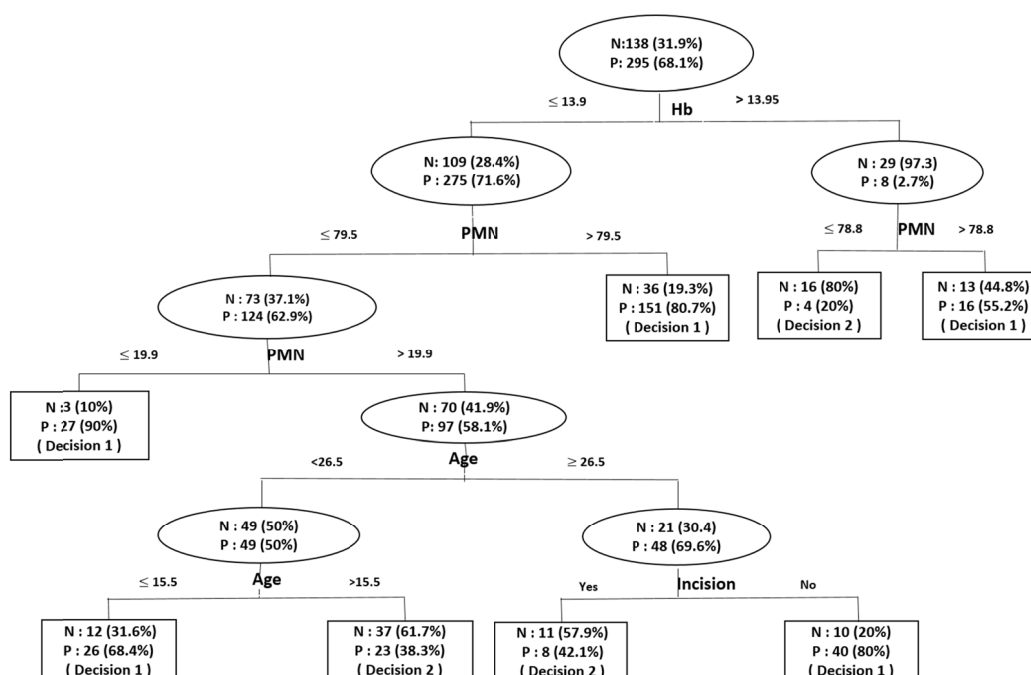 N:138 (31.9%)
P: 295 (68.1%)
≤ 13.9
Hb
> 13.95
N: 109 (28.4%)
P : 275 (71.6%)
N : 29 (97.3)
P : 8 (2.7%)
≤ 79.5
PMN
> 79.5
≤ 78.8
PMN
> 78.8
N : 73 (37.1%)
P : 124 (62.9%)
N : 36 (19.3%)
P : 151 (80.7%)
( Decision 1 )
N : 16 (80%)
P : 4 (20%)
( Decision 2 )
N : 13 (44.8%)
P : 16 (55.2%)
( Decision 1 )
≤ 19.9
PMN
> 19.9
N :3 (10%)
P : 27 (90%)
( Decision 1 )
N : 70 (41.9%)
P: 97 (58.1%)
<26.5
Age
≥ 26.5
N : 49 (50%)
P : 49 (50%)
N : 21 (30.4)
P : 48 (69.6%)
≤ 15.5
Age
>15.5
Yes
Incision
No
N : 12 (31.6%)
P : 26 (68.4%)
( Decision 1 )
N : 37 (61.7%)
P : 23 (38.3%)
( Decision 2 )
N : 11 (57.9%)
P : 8 (42.1%)
( Decision 2 )
N : 10 (20%)
P : 40 (80%)
( Decision 1 )